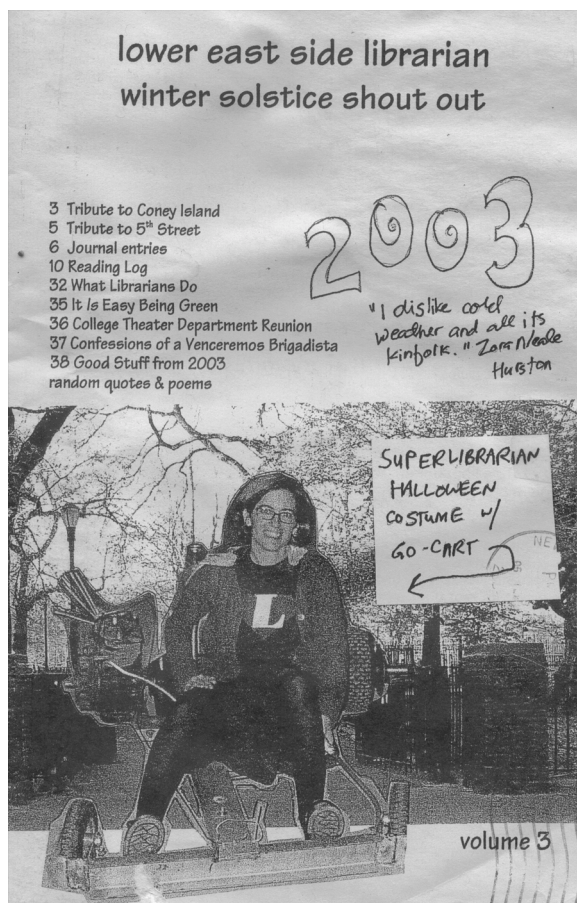 lower east side librarian
winter solstice shout out
3 Tribute to Coney Island
5 Tribute to 5th Street
6 Journal entries
10 Reading Log
32 What Librarians Do
35 It Is Easy Being Green
36 College Theater Department Reunion
37 Confessions of a Venceremos Brigadista
38 Good Stuff from 2003
random quotes & poems
2003
"I dislike cold
weather and all its
kinfolk." Zora Neale
Hurston
SUPERLIBRARIAN
HALLOWEEN
COSTUME W/
GO-CART
NE
L
volume 3